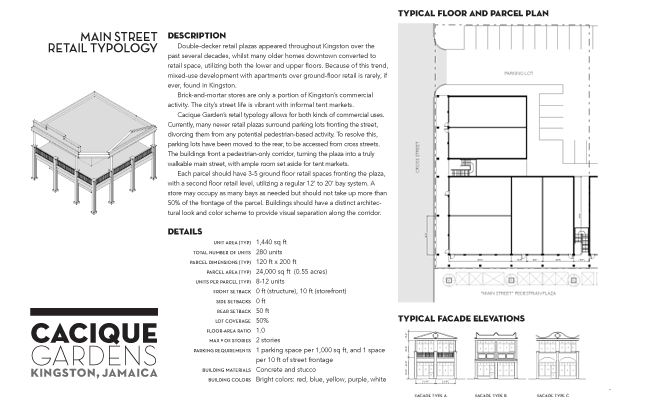 MAIN STREET
RETAIL TYPOLOGY
DESCRIPTION
Double-decker retail plazas appeared throughout Kingston over the
past several decades, whilst many older homes downtown converted to
retail space, utilizing both the lower and upper floors. Because of this trend,
mixed-use development with apartments over ground-floor retail is rarely, if
ever, found in Kingston.
Brick-and-mortar stores are only a portion of Kingston's commercial
activity. The city's street life is vibrant with informal tent markets.
Cacique Garden's retail typology allows for both kinds of commercial uses.
Currently, many newer retail plazas surround parking lots fronting the street,
divorcing them from any potential pedestrian-based activity. To resolve this,
parking lots have been moved to the rear, to be accessed from cross streets.
The buildings front a pedestrian-only corridor, turning the plaza into a truly
walkable main street, with ample room set aside for tent markets.
Each parcel should have 3-5 ground floor retail spaces fronting the plaza,
with a second floor retail level, utilizing a regular 12' to 20' bay system. A
store may occupy as many bays as needed but should not take up more than
50% of the frontage of the parcel. Buildings should have a distinct architec-
tural look and color scheme to provide visual separation along the corridor.
DETAILS
UNIT AREA (TYP) 1,440 sq ft
TOTAL NUMBER OF UNITS 280 units
PARCEL DIMENSIONS (TYP) 120 ft x 200 ft
PARCEL AREA (TYP) 24,000 sq ft (0.55 acres)
UNITS PER PARCEL (TYP) 8-12 units
FRONT SETBACK 0 ft (structure), 10 ft (storefront)
SIDE SETBACKS 0 ft
REAR SETBACK 50 ft
LOT COVERAGE 50%
FLOOR-AREA RATIO 1.0
MAX # OF STORIES 2 stories
PARKING REQUIREMENTS 1 parking space per 1,000 sq ft, and 1 space
per 10 ft of street frontage
BUILDING MATERIALS Concrete and stucco
BUILDING COLORS Bright colors: red, blue, yellow, purple, white
CACIQUE
GARDENS
KINGSTON, JAMAICA
TYPICAL FLOOR AND PARCEL PLAN
PARKING LOT
CROSS STREET
"MAIN STREET" PEDESTRIAN PLAZA
TYPICAL FACADE ELEVATIONS
FACADE TYPE A
FACADE TYPE B
FACADE TYPE C